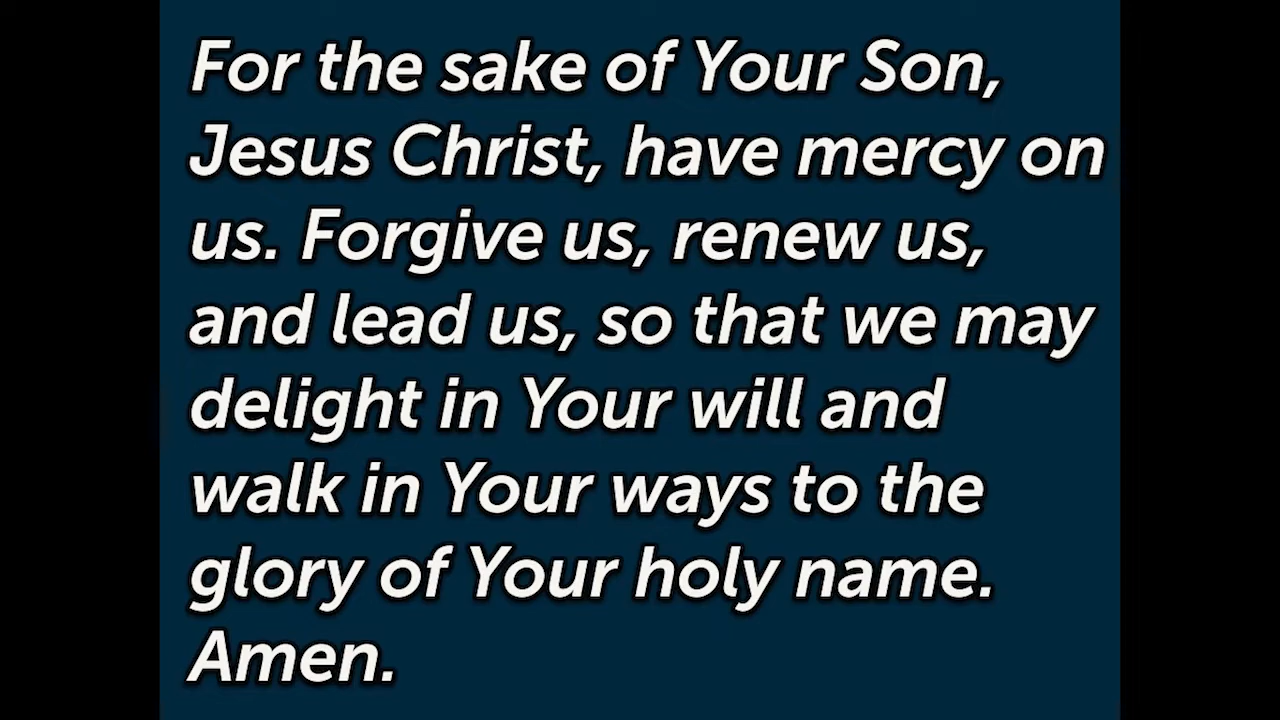 For the sake of Your Son,
Jesus Christ, have mercy on
us. Forgive us, renew us,
and lead us, so that we may
delight in Your will and
walk in Your ways to the
glory of Your holy name.
Amen.